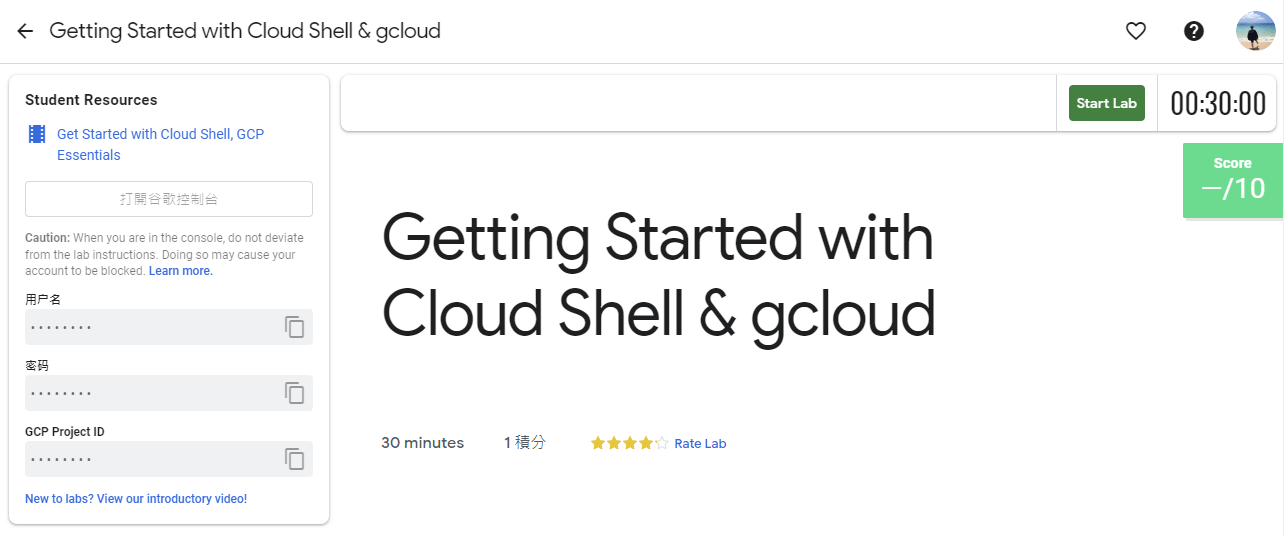 Getting Started with Cloud Shell & gcloud
Student Resources
Get Started with Cloud Shell, GCP
Essentials
打開谷歌控制台
Caution: When you are in the console, do not deviate
from the lab instructions. Doing so may cause your
account to be blocked. Learn more.
用户名
········
密码
········
GCP Project ID
········
New to labs? View our introductory video!
Start Lab
00:30:00
Score
—/10
Getting Started with
Cloud Shell & gcloud
30 minutes
1 積分
Rate Lab